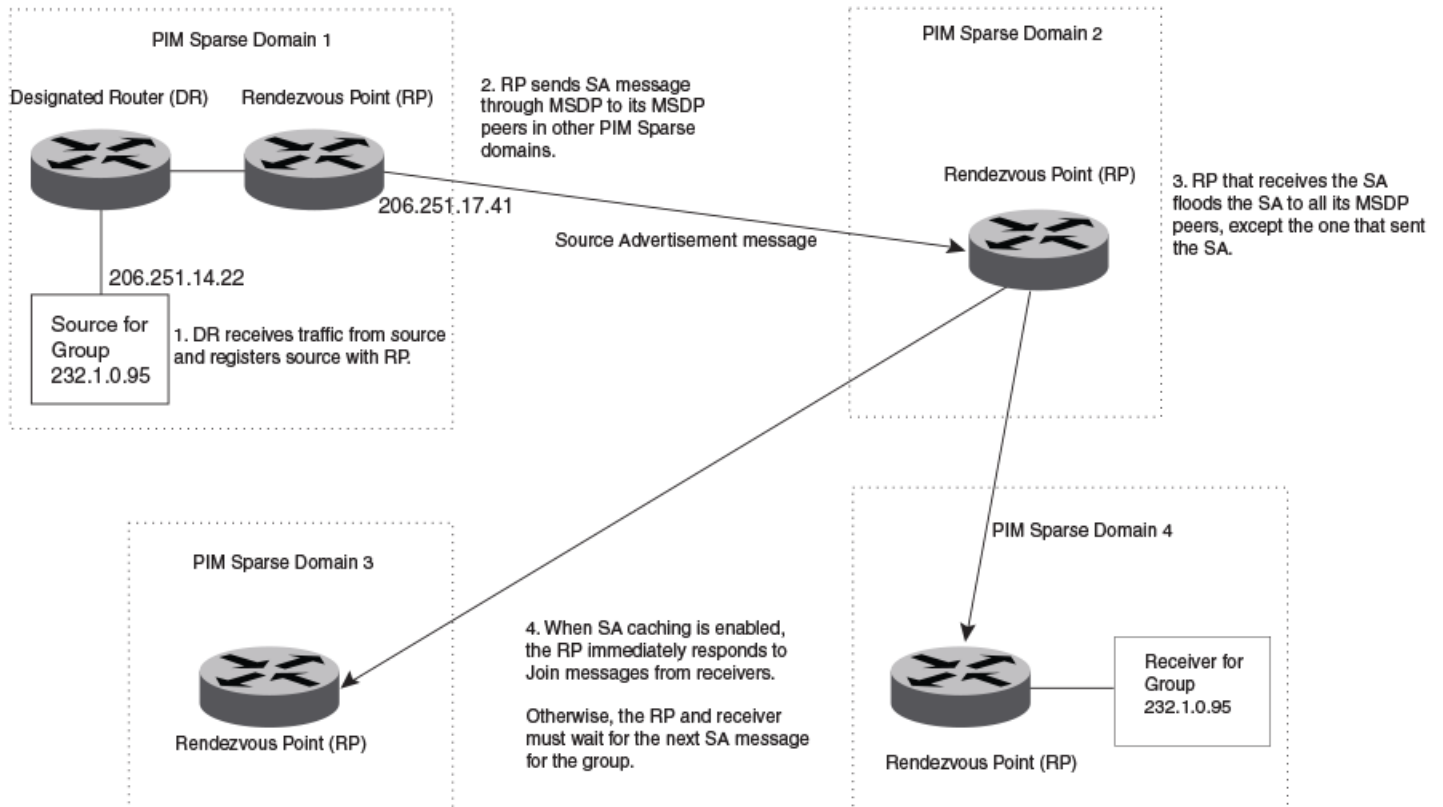 PIM Sparse Domain 1
Designated Router (DR)
Rendezvous Point (RP)
206.251.17.41
206.251.14.22
Source for
Group
232.1.0.95
1. DR receives traffic from source
and registers source with RP.
2. RP sends SA message
through MSDP to its MSDP
peers in other PIM Sparse
domains.
Source Advertisement message
PIM Sparse Domain 2
Rendezvous Point (RP)
3. RP that receives the SA
floods the SA to all its MSDP
peers, except the one that sent
the SA.
PIM Sparse Domain 3
Rendezvous Point (RP)
4. When SA caching is enabled,
the RP immediately responds to
Join messages from receivers.
Otherwise, the RP and receiver
must wait for the next SA message
for the group.
PIM Sparse Domain 4
Rendezvous Point (RP)
Receiver for
Group
232.1.0.95